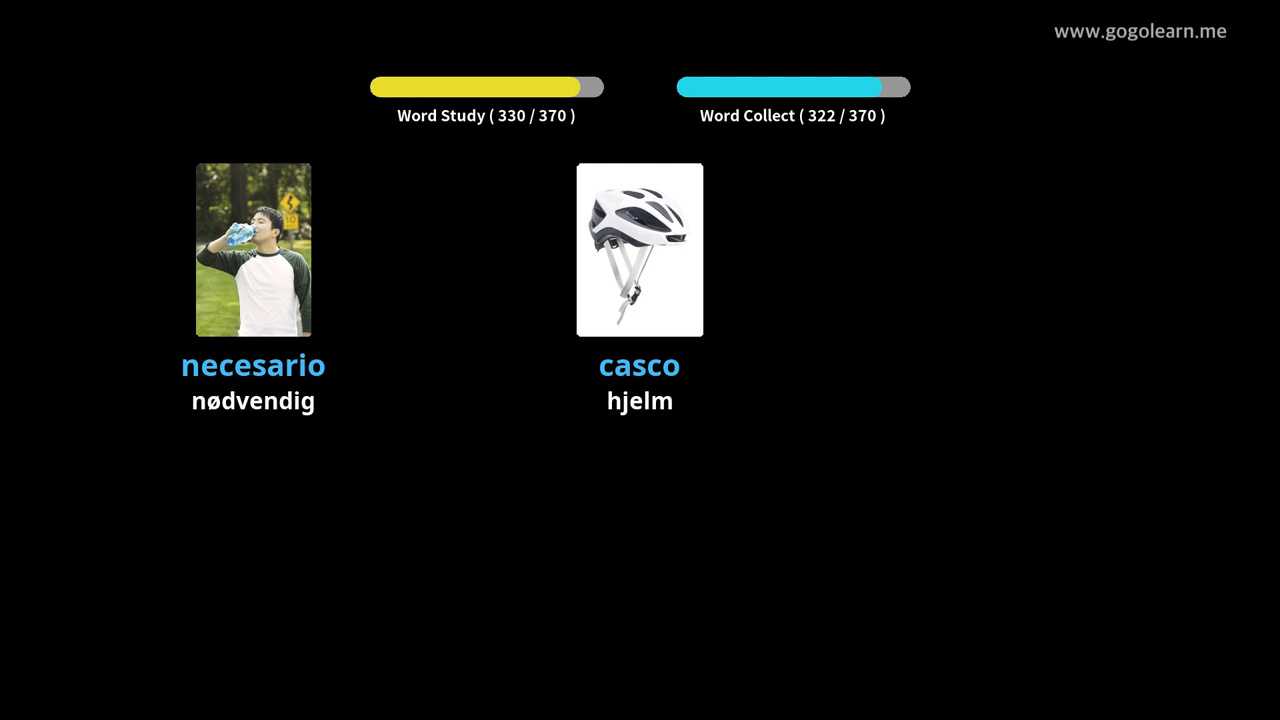 www.gogolearn.me
Word Study ( 330 / 370 )
Word Collect ( 322 / 370 )
necesario
nødvendig
casco
hjelm